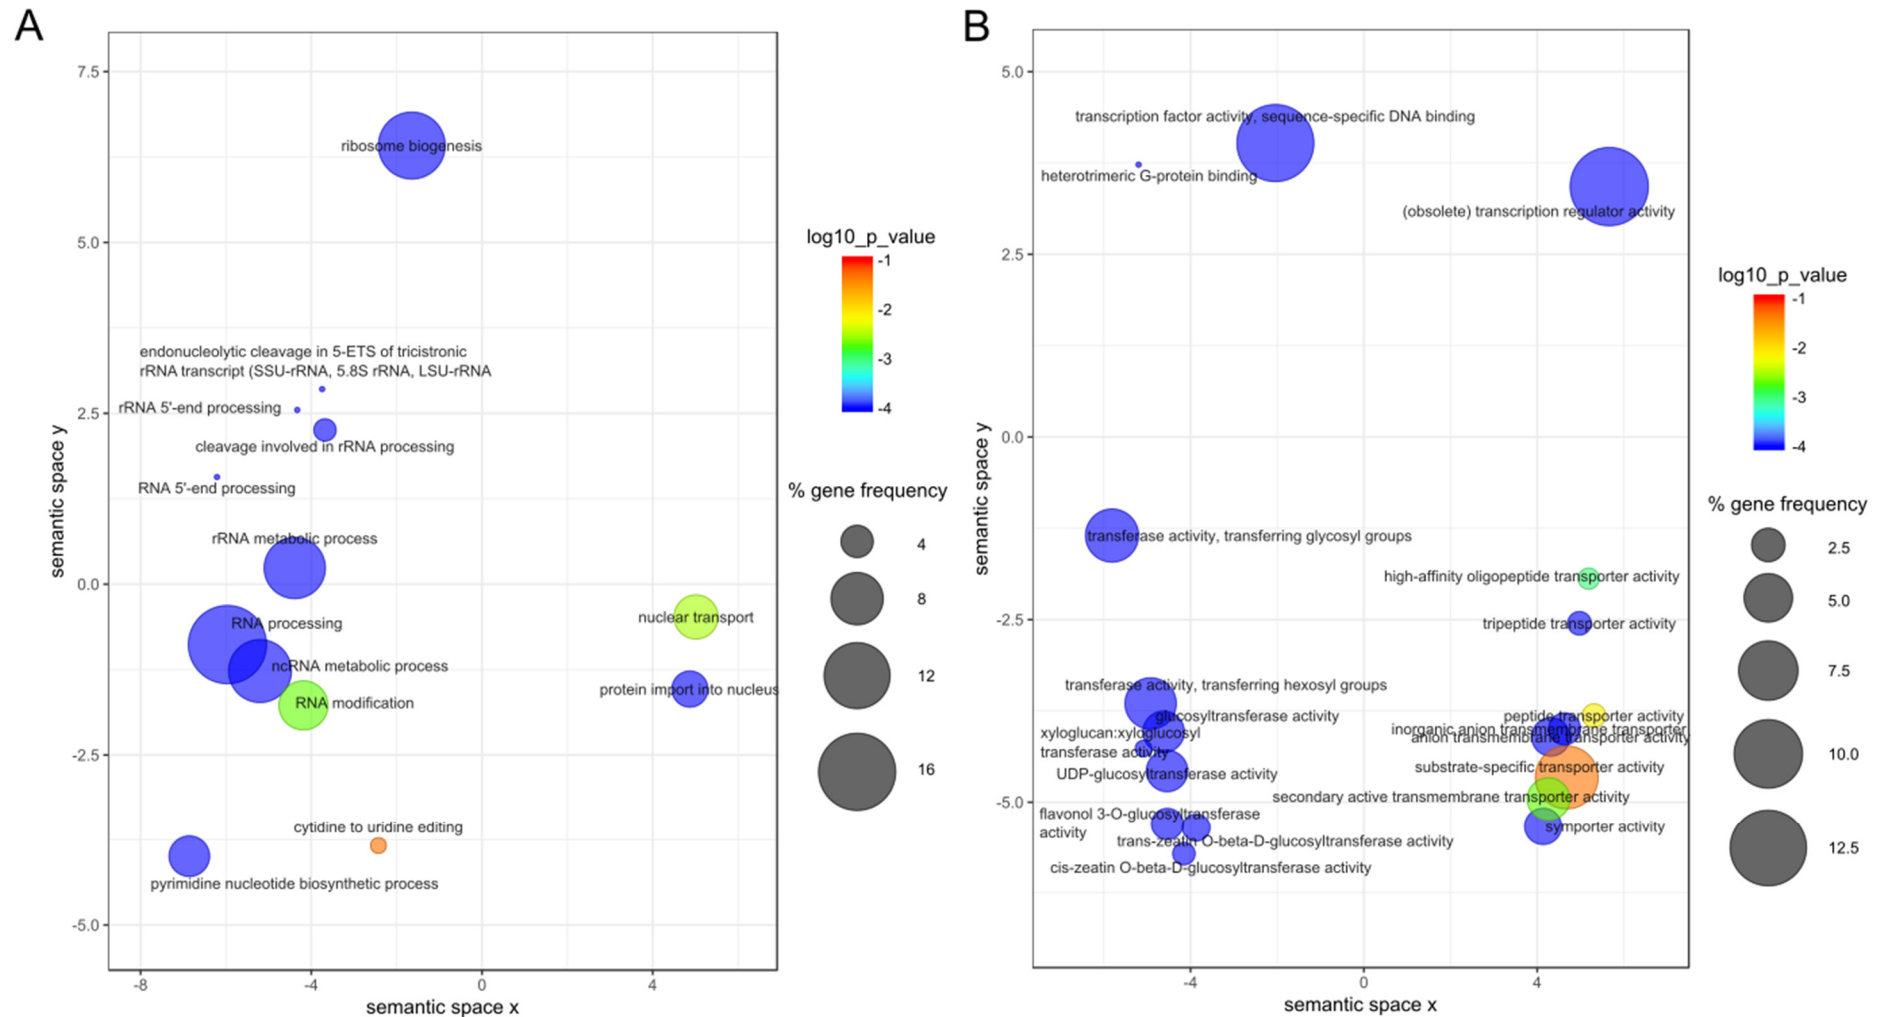 A
7.5
5.0
2.5
0.0
-2.5
-5.0
semantic space y
-8
-4
0
4
semantic space x
ribosome biogenesis
endonucleolytic cleavage in 5-ETS of tricistronic
rRNA transcript (SSU-rRNA, 5.8S rRNA, LSU-rRNA
rRNA 5'-end processing
cleavage involved in rRNA processing
RNA 5'-end processing
rRNA metabolic process
RNA processing
nuclear transport
ncRNA metabolic process
protein import into nucleus
RNA modification
cytidine to uridine editing
pyrimidine nucleotide biosynthetic process
log10_p_value
-1
-2
-3
-4
% gene frequency
4
8
12
16
B
5.0
2.5
0.0
-2.5
-5.0
semantic space y
-4
0
4
semantic space x
transcription factor activity, sequence-specific DNA binding
heterotrimeric G-protein binding
(obsolete) transcription regulator activity
transferase activity, transferring glycosyl groups
high-affinity oligopeptide transporter activity
tripeptide transporter activity
transferase activity, transferring hexosyl groups
glucosyltransferase activity
peptide transporter activity
xyloglucan:xyloglucosyl
transferase activity
inorganic anion transmembrane transporter
anion transmembrane transporter activity
substrate-specific transporter activity
UDP-glucosyltransferase activity
secondary active transmembrane transporter activity
flavonol 3-O-glucosyltransferase
activity
symporter activity
trans-zeatin O-beta-D-glucosyltransferase activity
cis-zeatin O-beta-D-glucosyltransferase activity
log10_p_value
-1
-2
-3
-4
% gene frequency
2.5
5.0
7.5
10.0
12.5